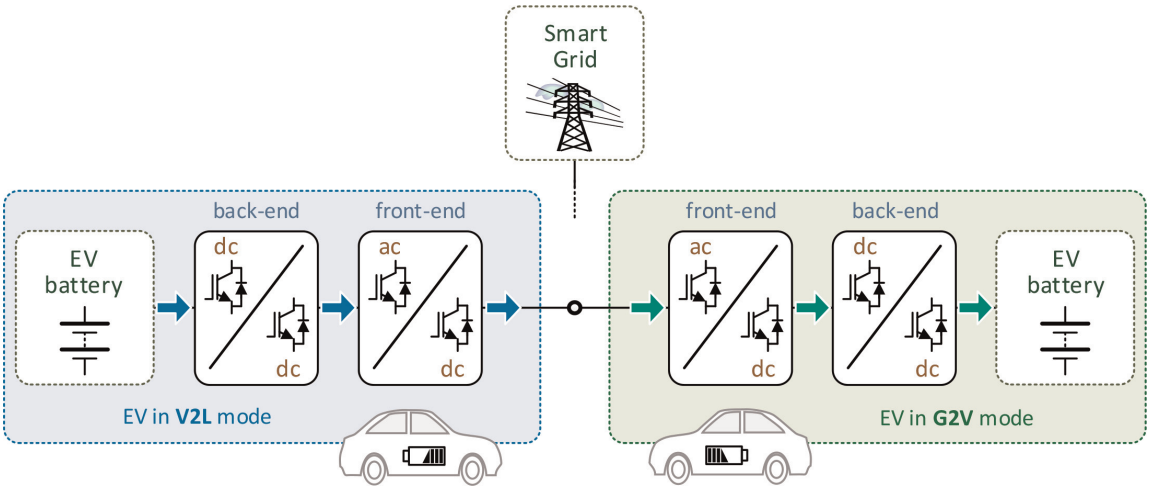 Smart
Grid
back-end
front-end
EV
battery
dc
dc
ac
dc
EV in V2L mode
front-end
back-end
ac
dc
dc
dc
EV
battery
EV in G2V mode